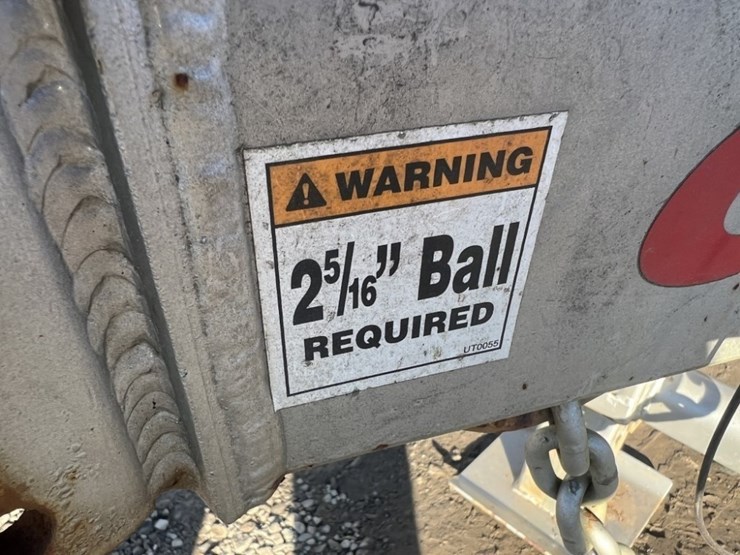 WARNING
2 5/16" Ball
REQUIRED
UT0055